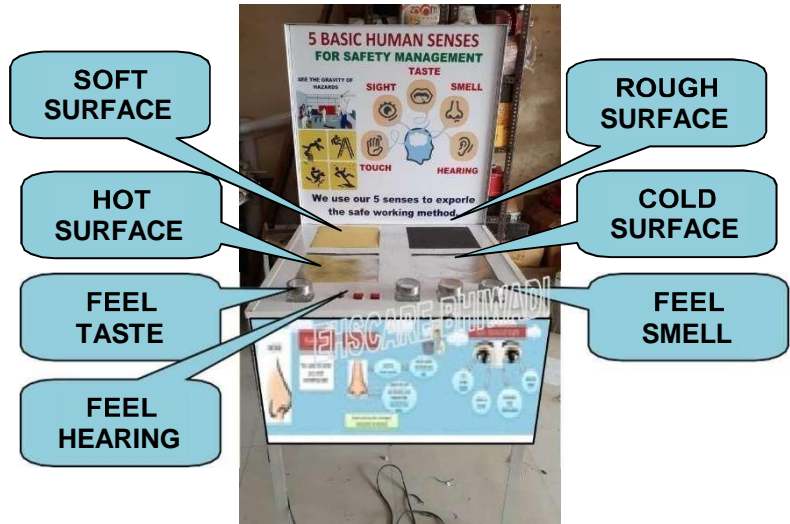 ZOOM
5 BASIC HUMAN SENSES
FOR SAFETY MANAGEMENT
TASTE
SEE THE GRAVITY OF
HAZARDS
SIGHT
SMELL
TOUCH
HEARING
We use our 5 senses to exporle
the safe working method.
SOFT
SURFACE
ROUGH
SURFACE
HOT
SURFACE
COLD
SURFACE
FEEL
TASTE
FEEL
SMELL
FEEL
HEARING
EHSCARE BHIWADI